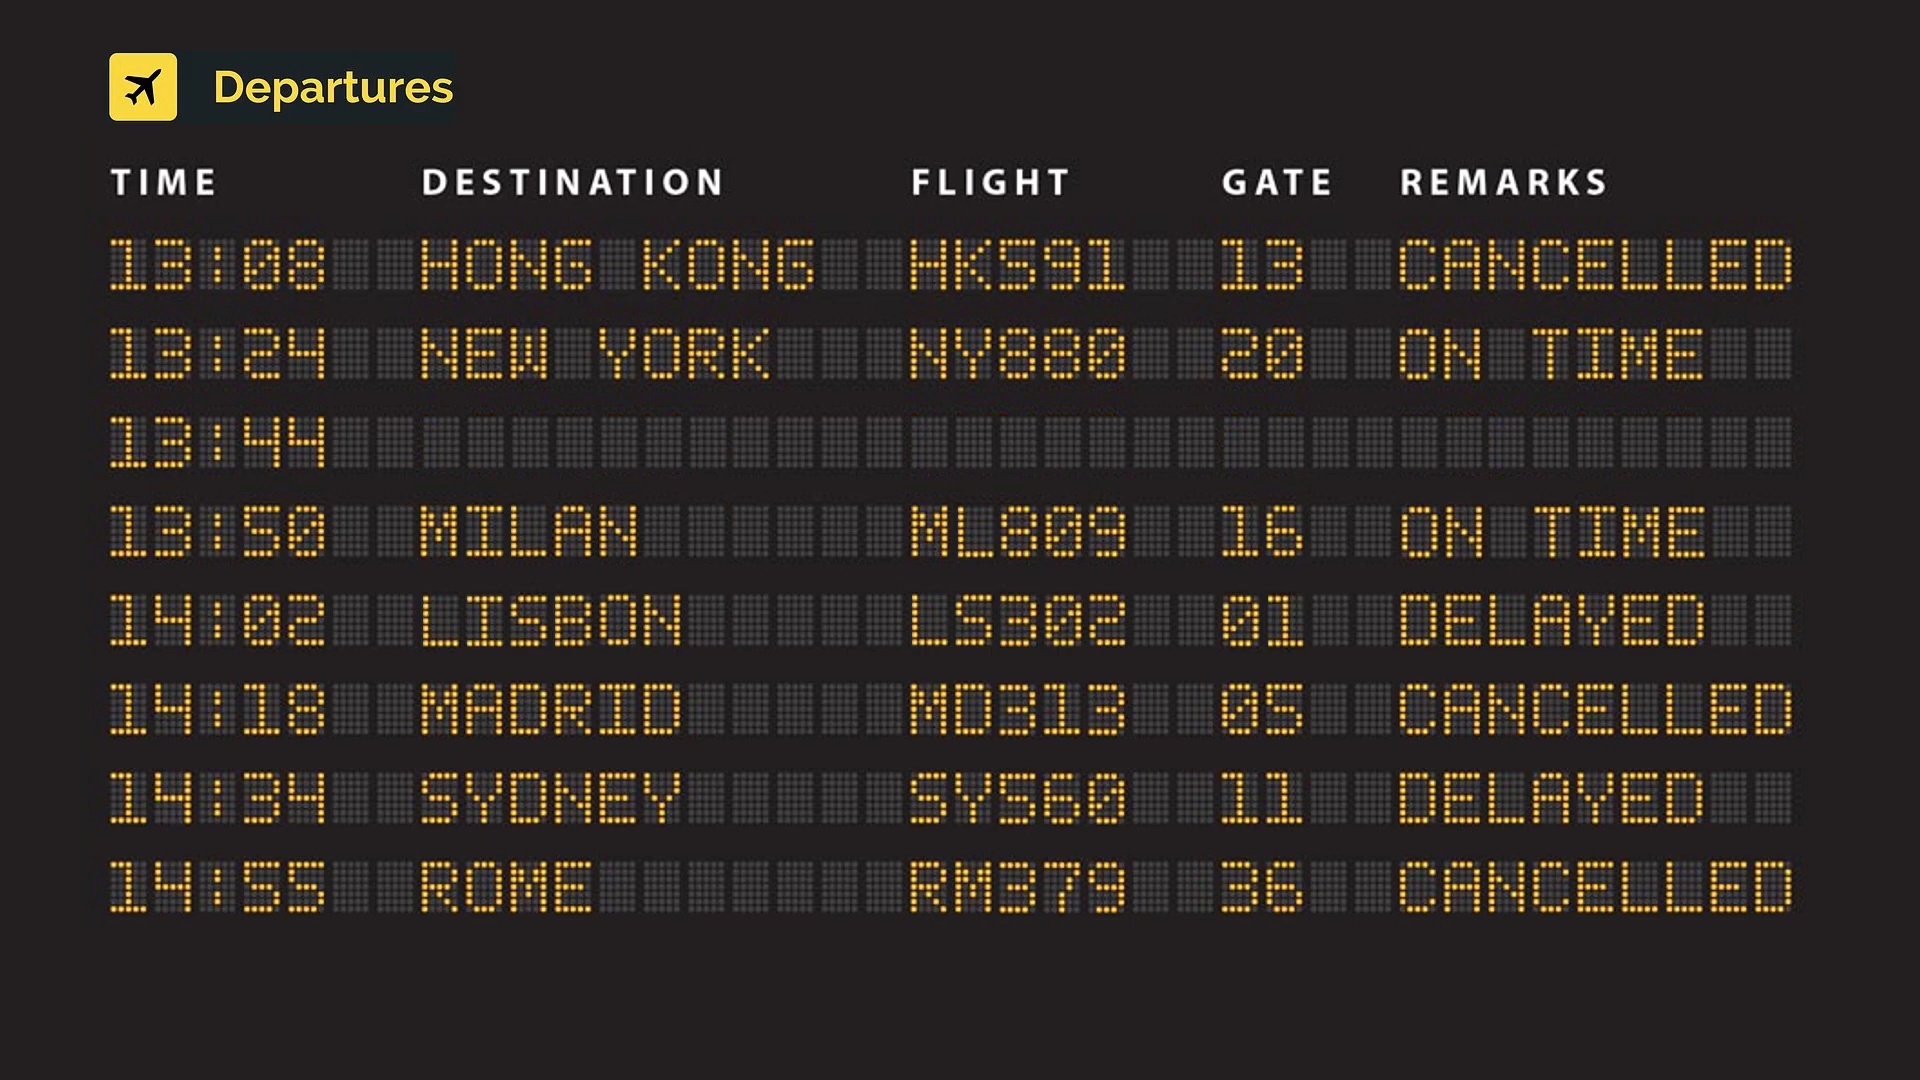 Departures
TIME DESTINATION FLIGHT GATE REMARKS
13:08 HONG KONG HK591 13 CANCELLED
13:24 NEW YORK NY880 20 ON TIME
13:44
13:50 MILAN ML809 16 ON TIME
14:02 LISBON LS302 01 DELAYED
14:18 MADRID MD313 05 CANCELLED
14:34 SYDNEY SY560 11 DELAYED
14:55 ROME RM379 36 CANCELLED